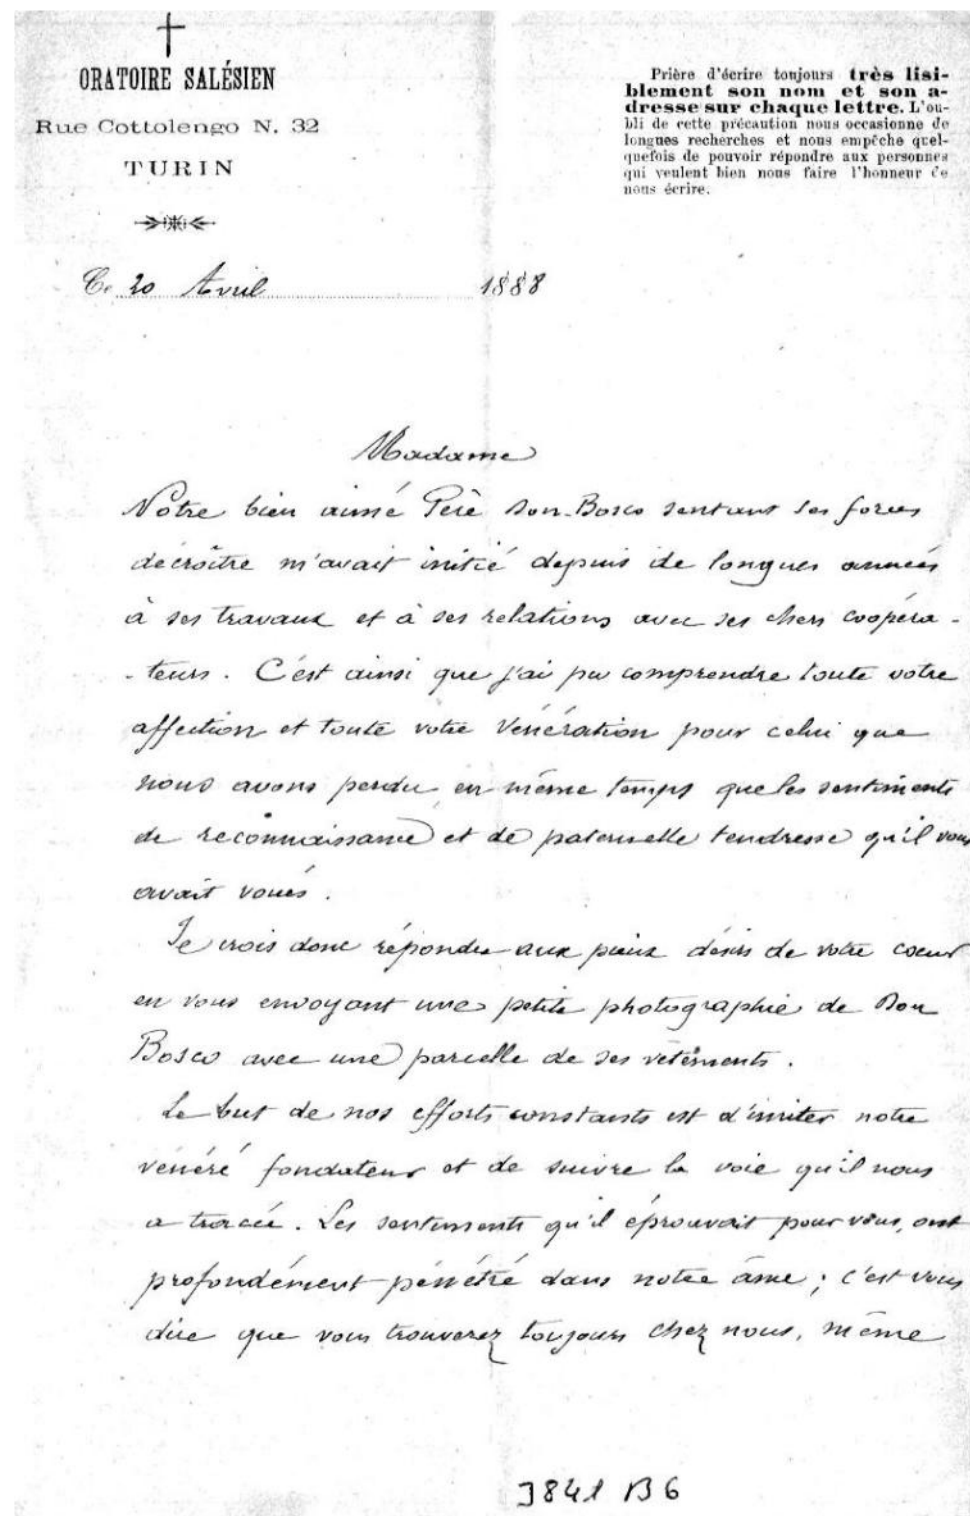 ORATOIRE SALÉSIEN
Rue Cottolengo N. 32
TURIN
Prière d'écrire toujours très lisi-
blement son nom et son a-
dresse sur chaque lettre. L'ou-
bli de cette précaution nous occasionne de
longues recherches et nous empêche quel-
quefois de pouvoir répondre aux personnes
qui veulent bien nous faire l'honneur de
nous écrire.
Ce 20 Avril 1888
Madame
Notre bien aimé Père Don-Bosco sentant ses forces
décroître m'avait initié depuis de longues années
à ses travaux et à ses relations avec ses chers coopéra-
-teurs. C'est ainsi que j'ai pu comprendre toute votre
affection et toute votre vénération pour celui que
nous avons perdu en même temps que les sentiments
de reconnaissance et de paternelle tendresse qu'il vous
avait voués.
Je crois donc répondre aux pieux désirs de votre coeur
en vous envoyant une petite photographie de Don
Bosco avec une parcelle de ses vêtements.
Le but de nos efforts constants est d'imiter notre
vénéré fondateur et de suivre la voie qu'il nous
a tracée. Les sentiments qu'il éprouvait pour vous, ont
profondément pénétré dans notre âme; c'est vous
dire que vous trouverez toujours chez nous, même
3841 B6